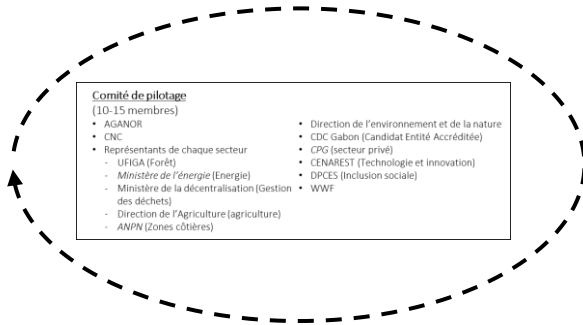 Comité de pilotage
(10-15 membres)
• AGANOR
• CNC
• Représentants de chaque secteur
- UFIGA (Forêt)
- Ministère de l'énergie (Energie)
- Ministère de la décentralisation (Gestion
des déchets)
- Direction de l'Agriculture (agriculture)
- ANPN (Zones côtières)
• Direction de l'environnement et de la nature
• CDC Gabon (Candidat Entité Accréditée)
• CPG (secteur privé)
• CENAREST (Technologie et innovation)
• DPCES (Inclusion sociale)
• WWF